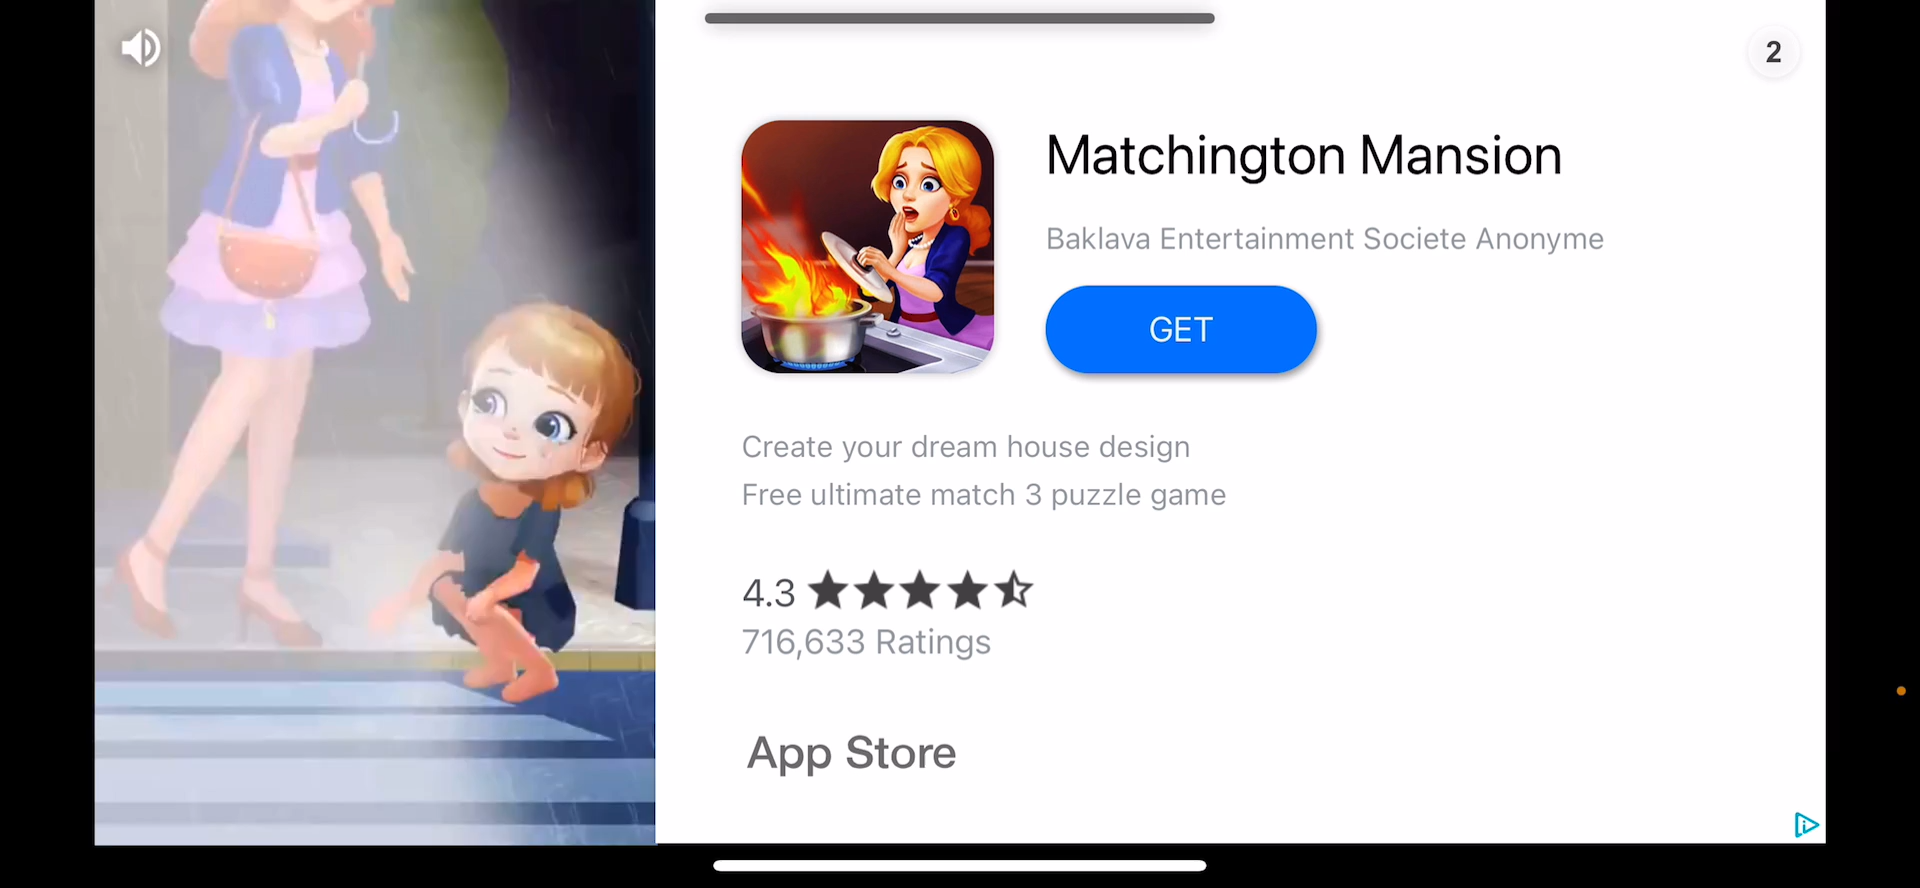 2
Matchington Mansion
Baklava Entertainment Societe Anonyme
GET
Create your dream house design
Free ultimate match 3 puzzle game
4.3
716,633 Ratings
App Store